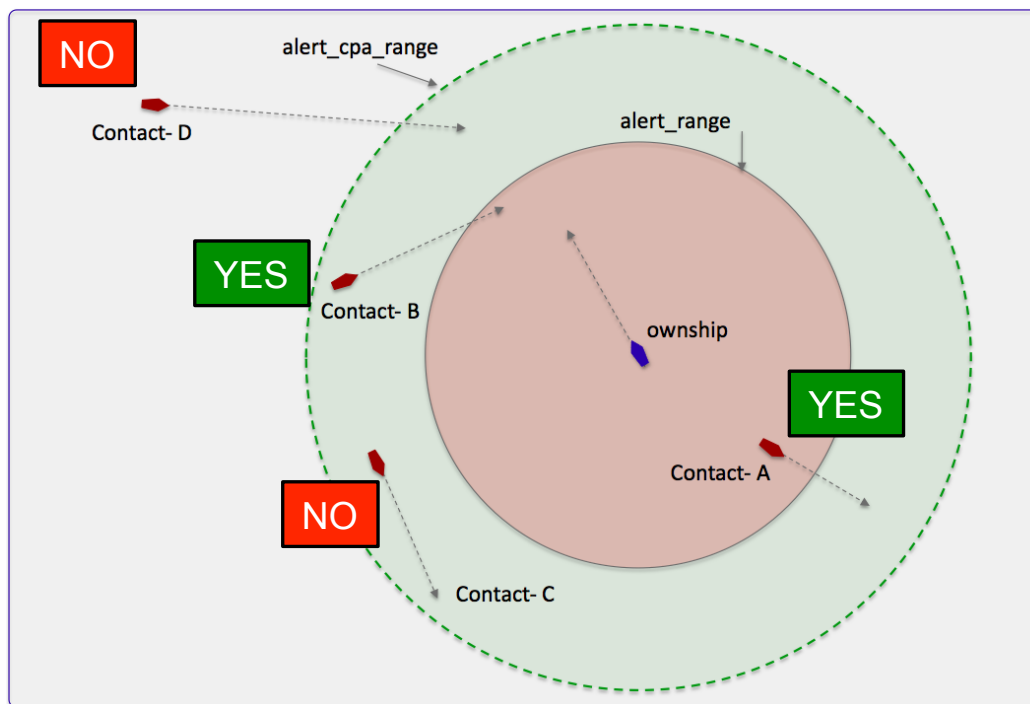 NO
alert_cpa_range
Contact- D
alert_range
YES
Contact- B
ownship
YES
Contact- A
NO
Contact- C